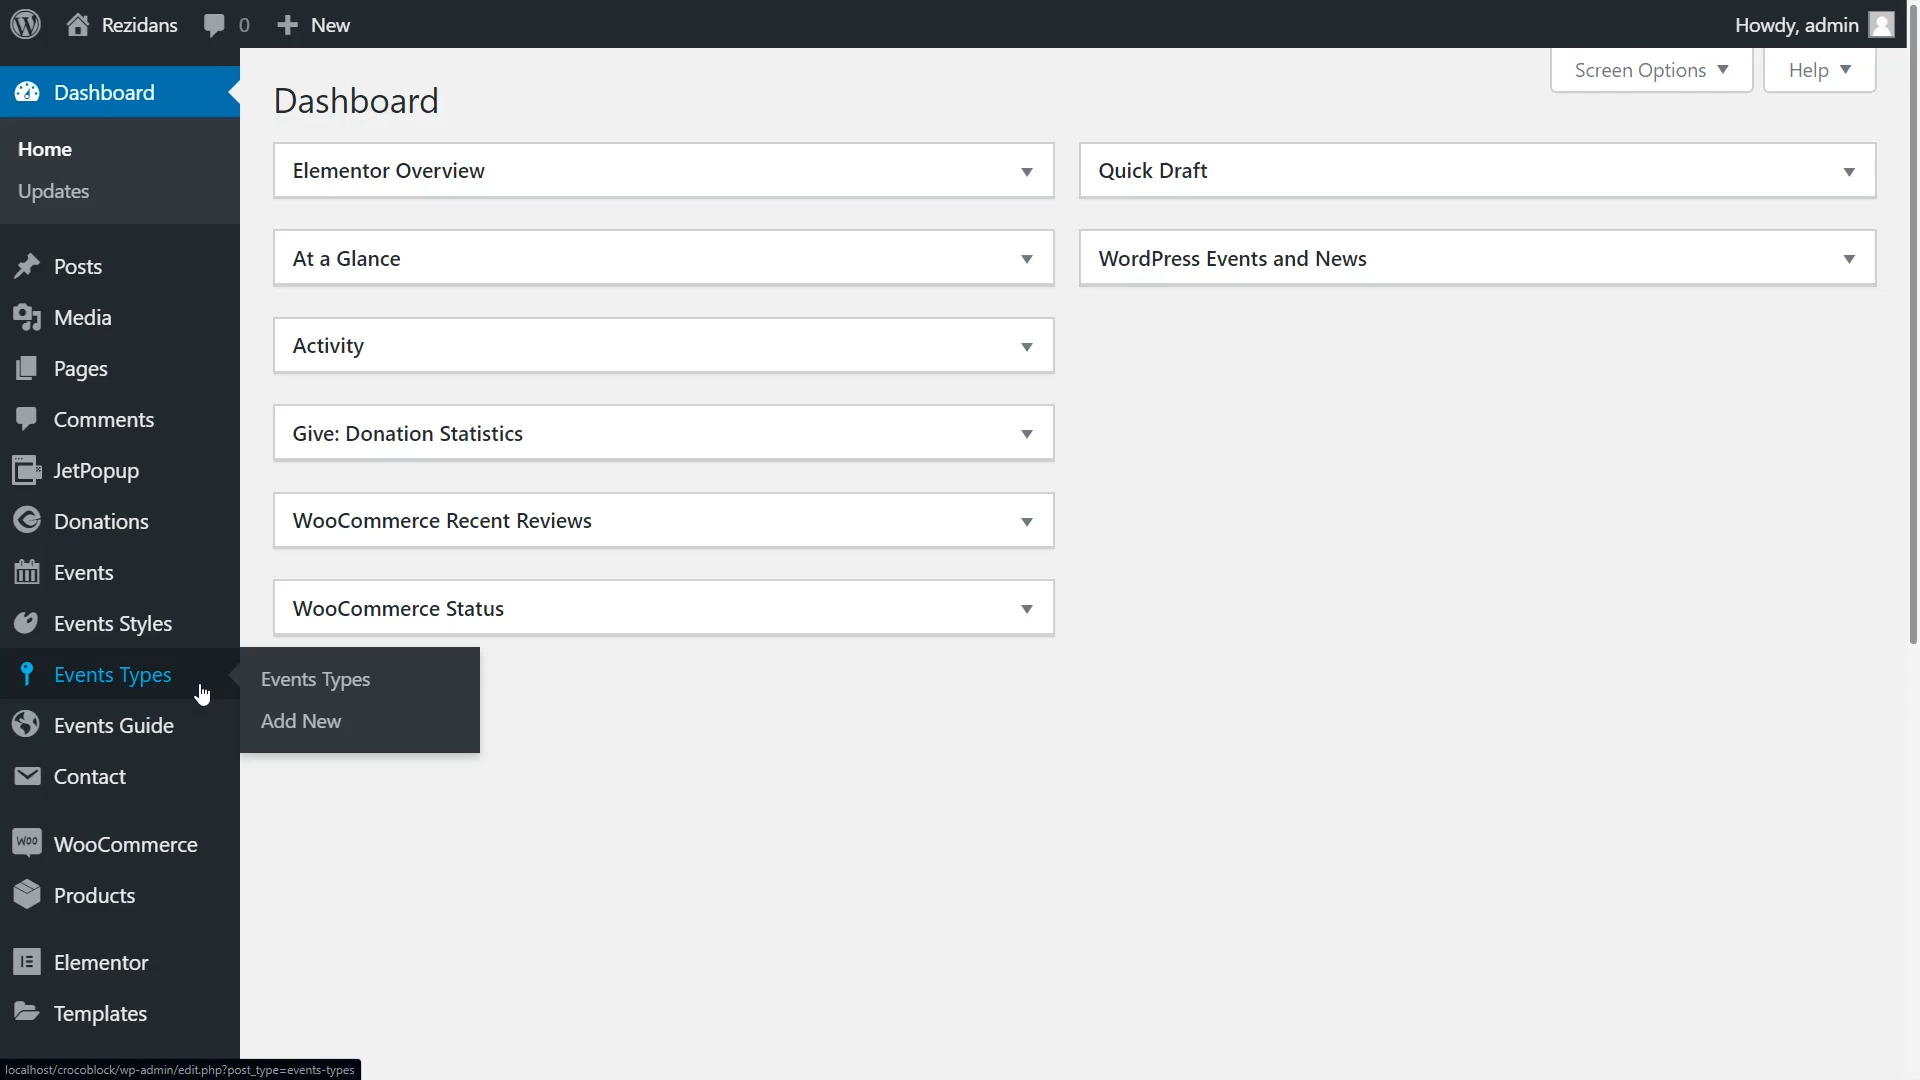 Rezidans 0 New Howdy, admin
Screen Options Help
Dashboard
Home
Updates
Posts
Media
Pages
Comments
JetPopup
Donations
Events
Events Styles
Events Types
Events Guide
Contact
WOO WooCommerce
Products
Elementor
Templates
Events Types
Add New
Dashboard
Elementor Overview
At a Glance
Activity
Give: Donation Statistics
WooCommerce Recent Reviews
WooCommerce Status
Quick Draft
WordPress Events and News
localhost/crocoblock/wp-admin/edit.php?post_type=events-types